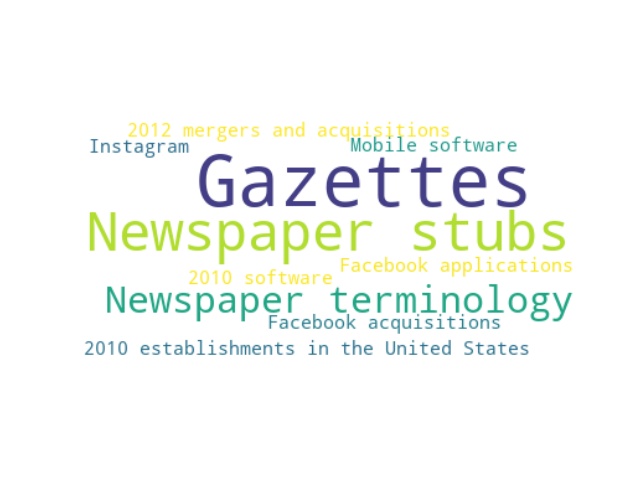 2012 mergers and acquisitions
Instagram
Mobile software
Gazettes
Newspaper stubs
Facebook applications
2010 software
Newspaper terminology
Facebook acquisitions
2010 establishments in the United States